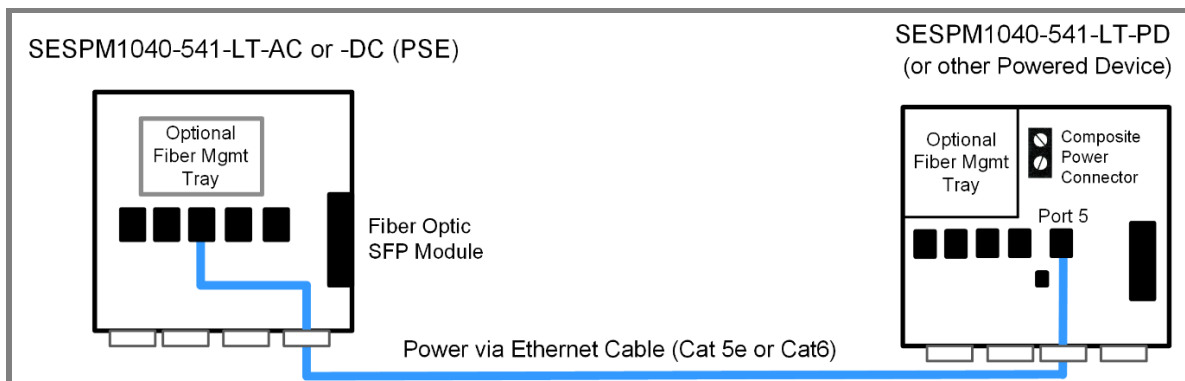 SESPM1040-541-LT-AC or -DC (PSE)
Optional
Fiber Mgmt
Tray
Fiber Optic
SFP Module
SESPM1040-541-LT-PD
(or other Powered Device)
Optional
Fiber Mgmt
Tray
Composite
Power
Connector
Port 5
Power via Ethernet Cable (Cat 5e or Cat6)